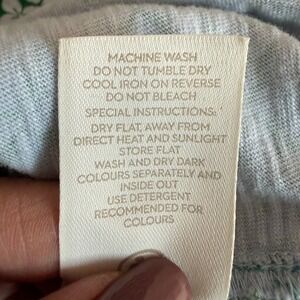 MACHINE WASH
DO NOT TUMBLE DRY
COOL IRON ON REVERSE
DO NOT BLEACH
SPECIAL INSTRUCTIONS:
DRY FLAT, AWAY FROM
DIRECT HEAT AND SUNLIGHT
STORE FLAT
WASH AND DRY DARK
COLOURS SEPARATELY AND
INSIDE OUT
USE DETERGENT
RECOMMENDED FOR
COLOURS